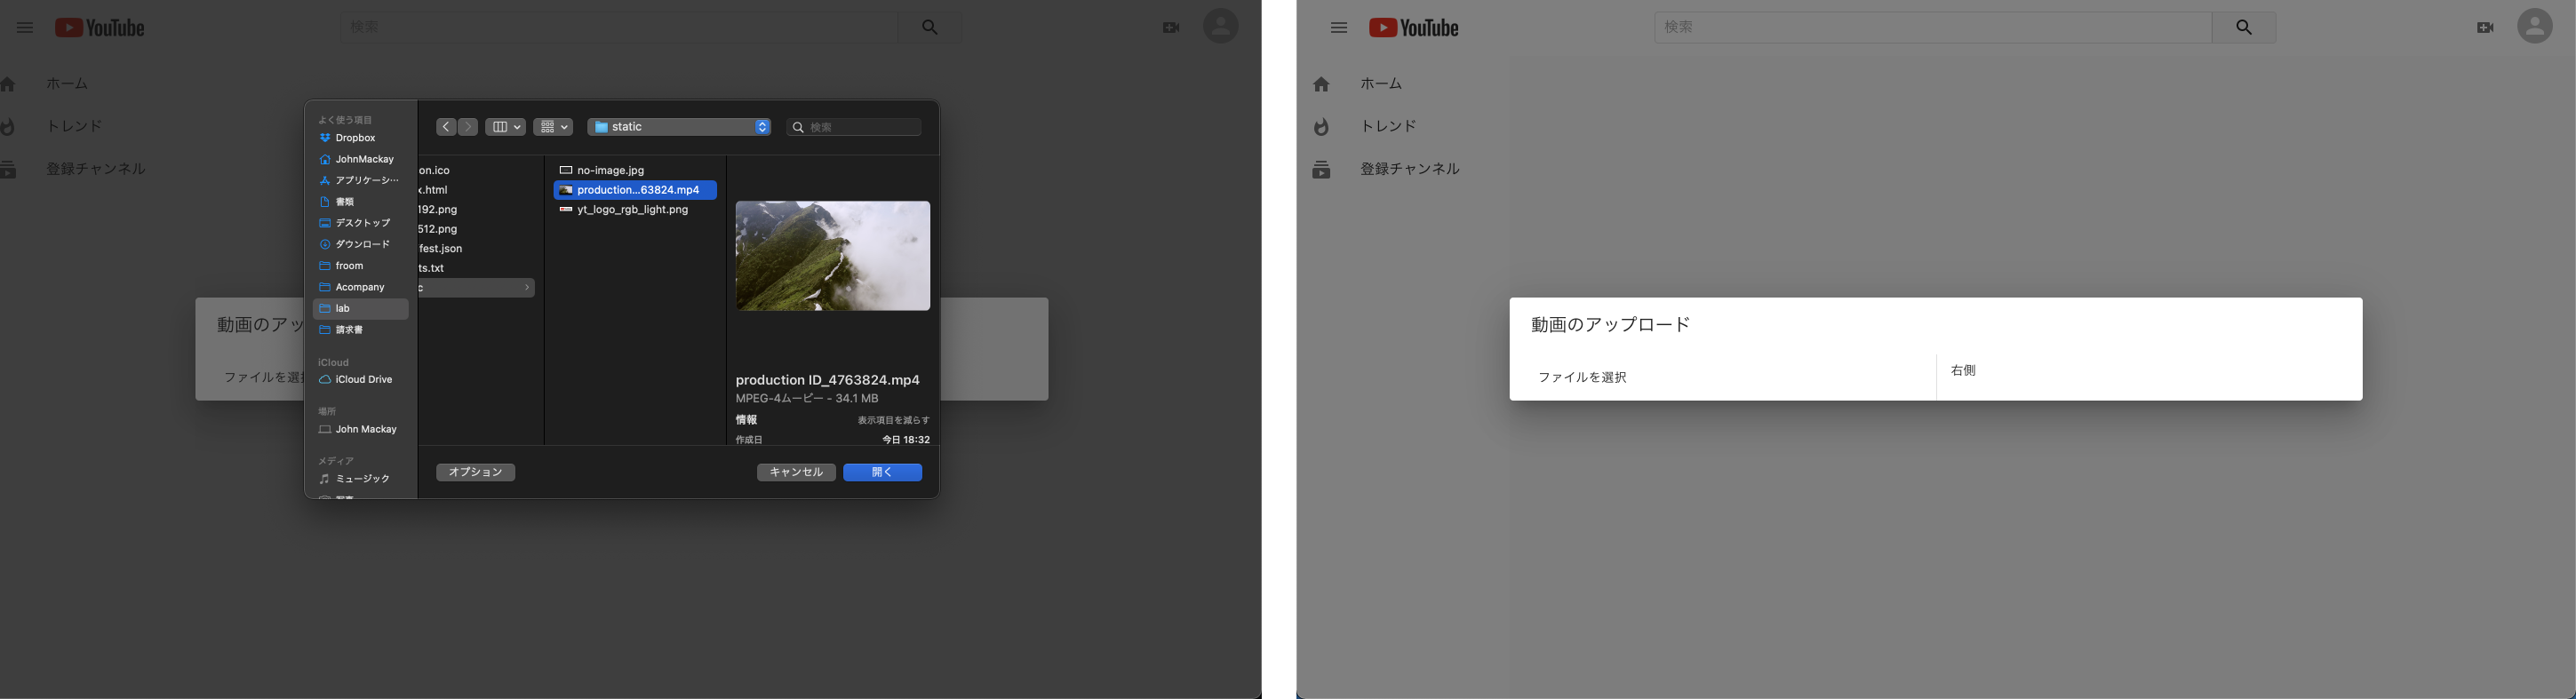 YouTube
検索
ホーム
トレンド
登録チャンネル
動画のアッ
ファイルを選
よく使う項目
Dropbox
JohnMackay
アプリケーシ…
書類
デスクトップ
ダウンロード
froom
Acompany
lab
請求書
iCloud
iCloud Drive
場所
John Mackay
メディア
ミュージック
static
検索
on.ico
x.html
192.png
512.png
fest.json
ts.txt
c
no-image.jpg
production...63824.mp4
yt_logo_rgb_light.png
production ID_4763824.mp4
MPEG-4ムービー - 34.1 MB
情報
表示項目を減らす
作成日
今日 18:32
オプション
キャンセル
開く
YouTube
検索
ホーム
トレンド
登録チャンネル
動画のアップロード
ファイルを選択
右側